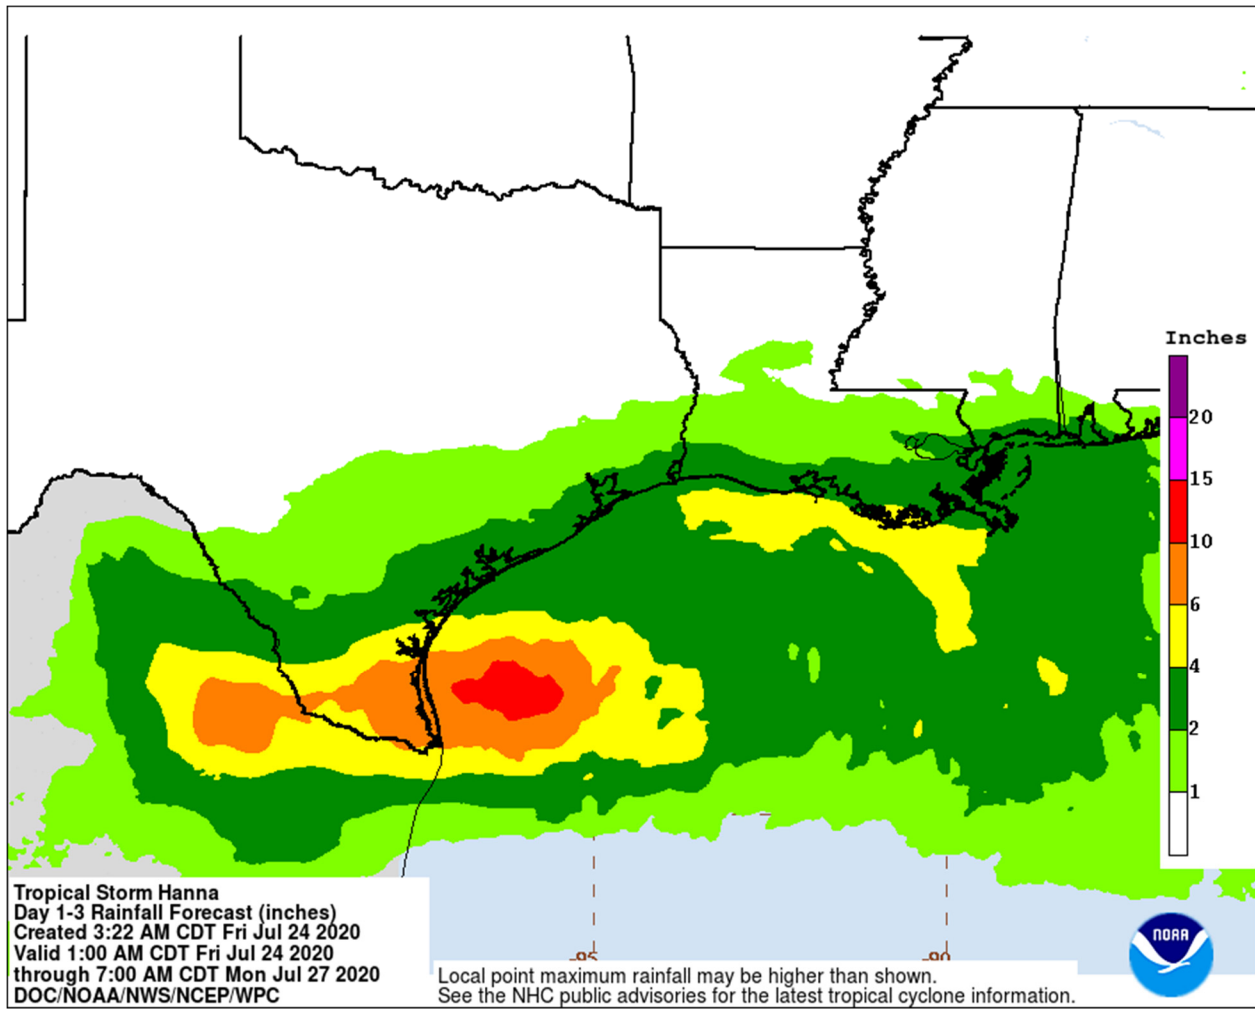 Inches
20
15
10
6
4
2
1
Tropical Storm Hanna
Day 1-3 Rainfall Forecast (inches)
Created 3:22 AM CDT Fri Jul 24 2020
Valid 1:00 AM CDT Fri Jul 24 2020
through 7:00 AM CDT Mon Jul 27 2020
DOC/NOAA/NWS/NCEP/WPC
-95
-90
Local point maximum rainfall may be higher than shown.
See the NHC public advisories for the latest tropical cyclone information.
NOAA